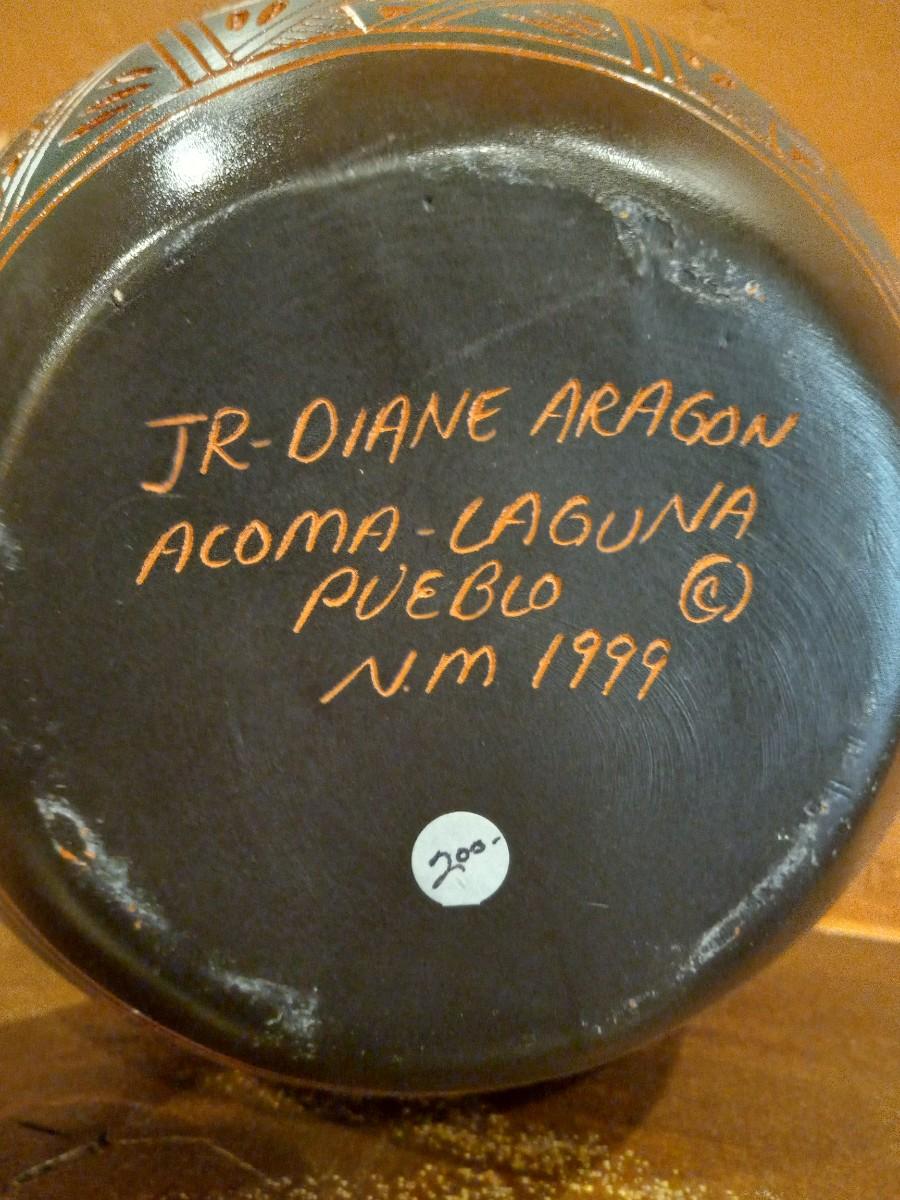 JR-DIANE ARAGON
ACOMA-LAGUNA
PUEBLO ©
N.M 1999
200-